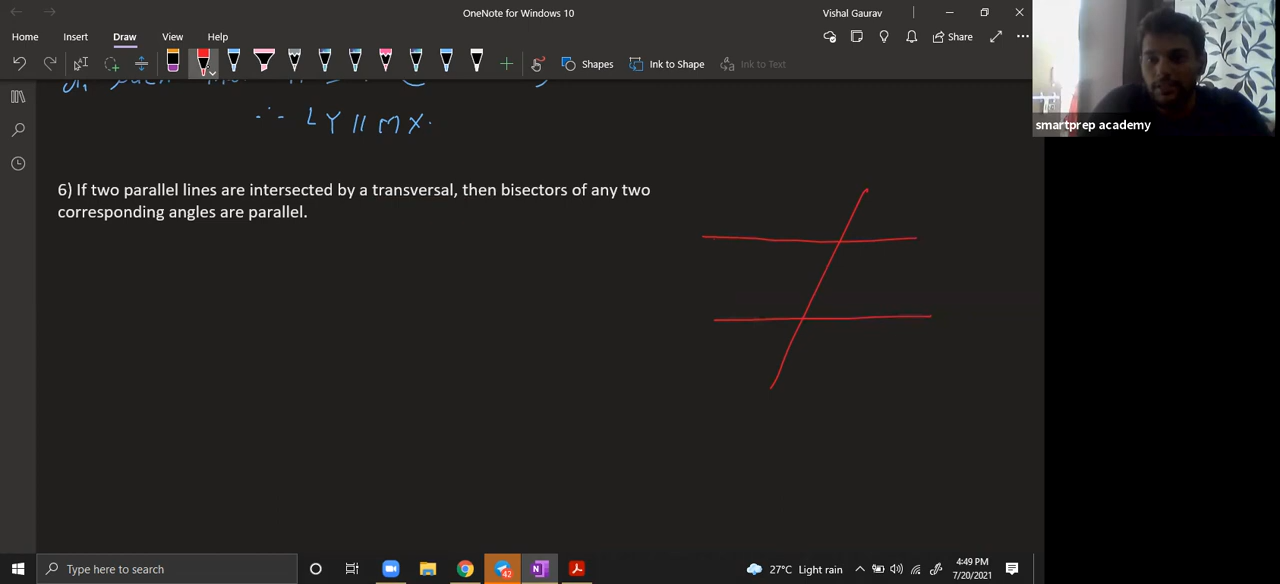 OneNote for Windows 10
Vishal Gaurav
Home Insert Draw View Help
Share
Shapes Ink to Shape Ink to Text
smartprep academy
∴ LY || MX.
6) If two parallel lines are intersected by a transversal, then bisectors of any two
corresponding angles are parallel.
Type here to search
42
27°C Light rain
4:49 PM
7/20/2021